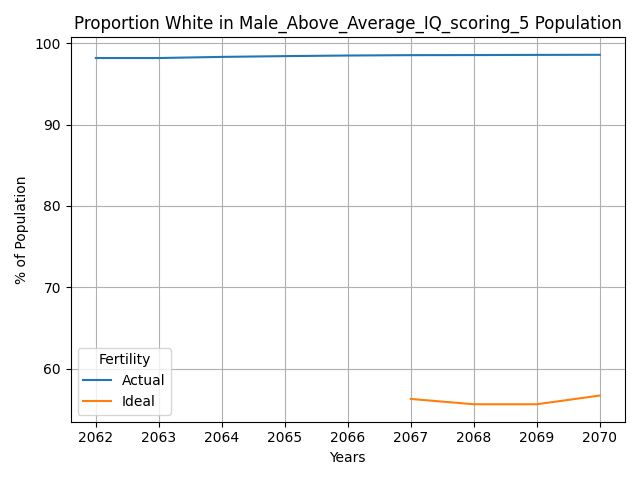 Proportion White in Male_Above_Average_IQ_scoring_5 Population
100
90
80
70
60
% of Population
Fertility
Actual
Ideal
2062 2063 2064 2065 2066 2067 2068 2069 2070
Years